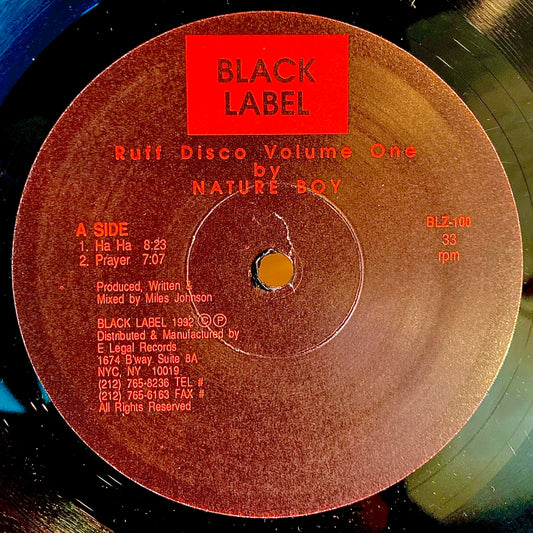 BLACK
LABEL
Ruff Disco Volume One
by
NATURE BOY
A SIDE
1. Ha Ha 8:23
2. Prayer 7:07
BLZ-100
33
rpm
Produced, Written &
Mixed by Miles Johnson
BLACK LABEL 1992 © ℗
Distributed & Manufactured by
E Legal Records
1674 B'way Suite 8A
NYC, NY 10019
(212) 765-8236 TEL #
(212) 765-6163 FAX #
All Rights Reserved